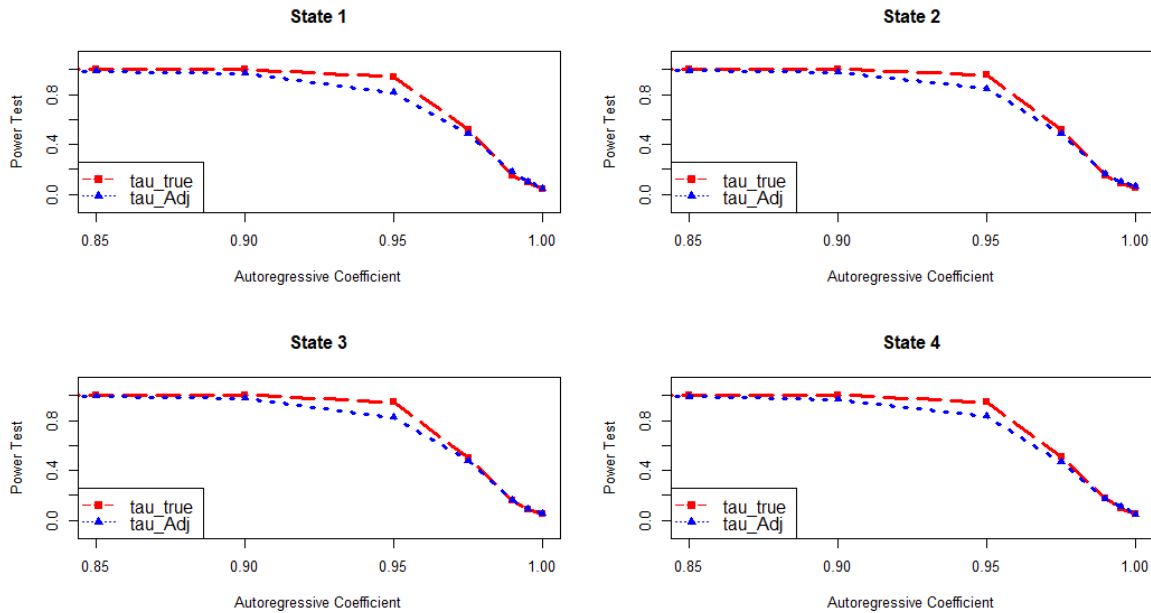 State 1
Power Test
0.8
0.4
0.0
tau_true
tau_Adj
0.85 0.90 0.95 1.00
Autoregressive Coefficient
State 2
Power Test
0.8
0.4
0.0
tau_true
tau_Adj
0.85 0.90 0.95 1.00
Autoregressive Coefficient
State 3
Power Test
0.8
0.4
0.0
tau_true
tau_Adj
0.85 0.90 0.95 1.00
Autoregressive Coefficient
State 4
Power Test
0.8
0.4
0.0
tau_true
tau_Adj
0.85 0.90 0.95 1.00
Autoregressive Coefficient